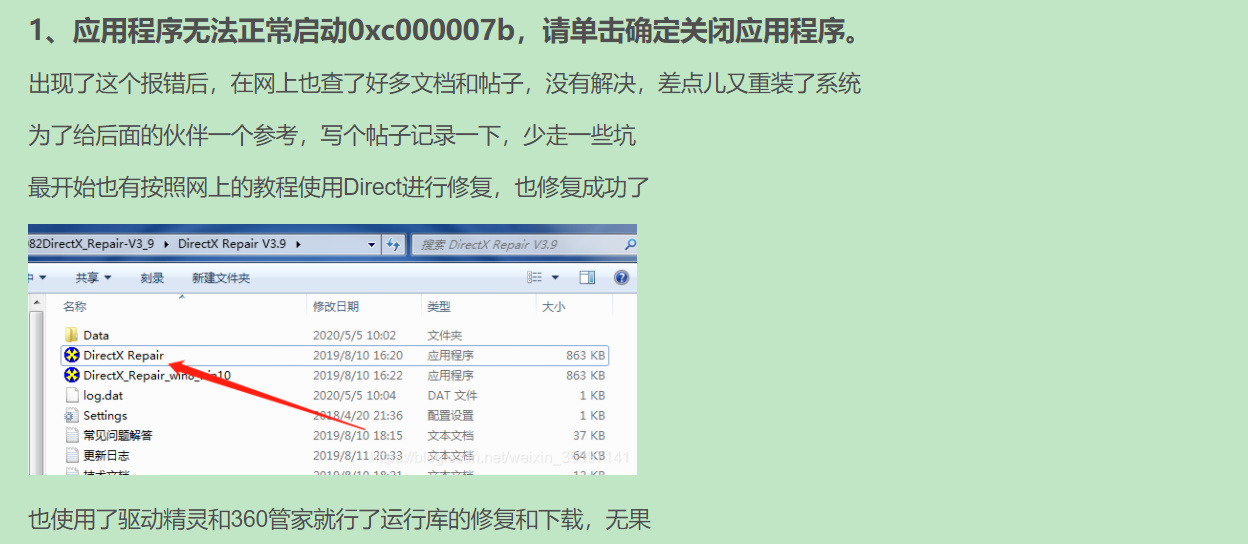 1、应用程序无法正常启动0xc000007b，请单击确定关闭应用程序。
出现了这个报错后，在网上也查了好多文档和帖子，没有解决，差点儿又重装了系统
为了给后面的伙伴一个参考，写个帖子记录一下，少走一些坑
最开始也有按照网上的教程使用Direct进行修复，也修复成功了
82DirectX_Repair-V3_9 DirectX Repair V3.9 搜索 DirectX Repair V3.9
共享 刻录 新建文件夹
名称 修改日期 类型 大小
Data 2020/5/5 10:02 文件夹
DirectX Repair 2019/8/10 16:20 应用程序 863 KB
DirectX_Repair_win8_win10 2019/8/10 16:22 应用程序 863 KB
log.dat 2020/5/5 10:04 DAT 文件 1 KB
Settings 2018/4/20 21:36 配置设置 1 KB
常见问题解答 2019/8/10 18:15 文本文档 37 KB
更新日志 2019/8/11 20:33 文本文档 64 KB
也使用了驱动精灵和360管家就行了运行库的修复和下载，无果